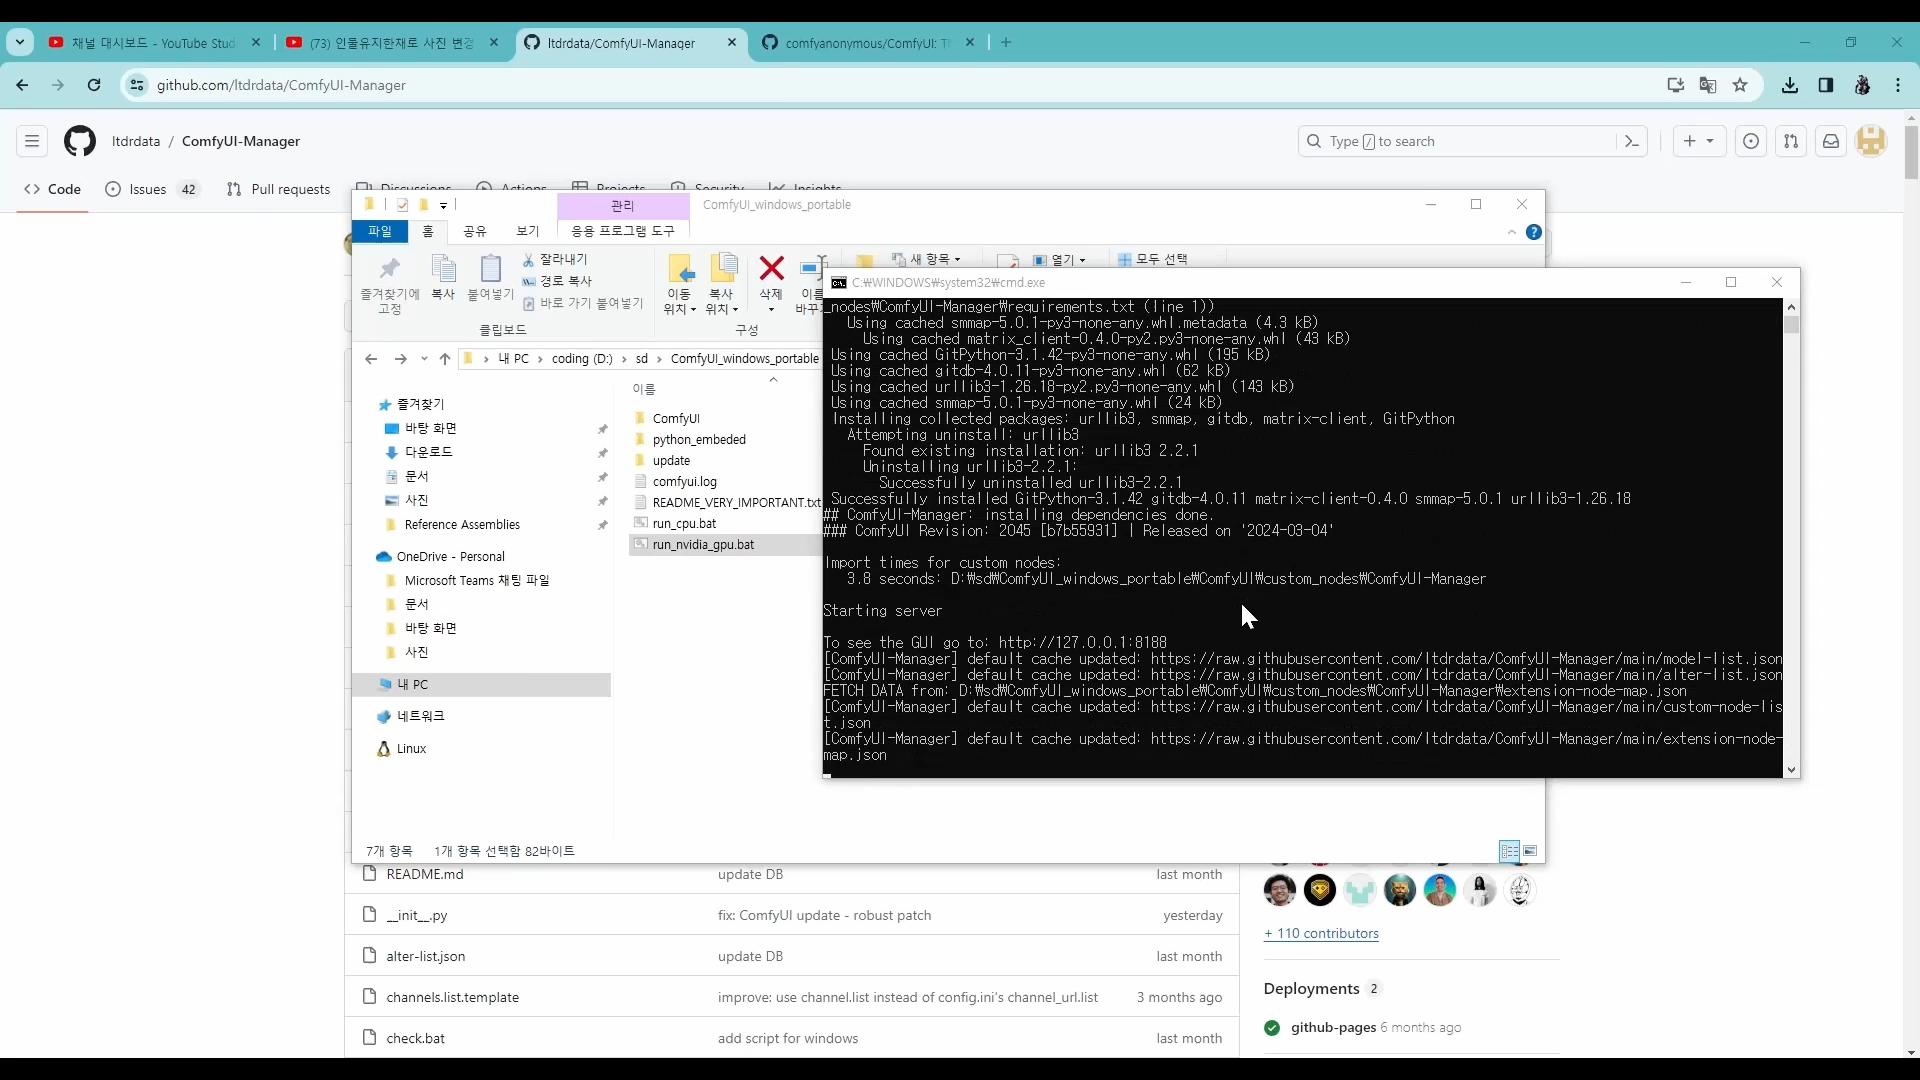 채널 대시보드 - YouTube Stud
(73) 인물유지한채로 사진 변경
ltdrdata/ComfyUI-Manager
comfyanonymous/ComfyUI: Th
github.com/ltdrdata/ComfyUI-Manager
ltdrdata / ComfyUI-Manager
Type / to search
Code
Issues 42
Pull requests
Discussions
Actions
Projects
Security
Insights
관리
ComfyUI_windows_portable
파일
홈
공유
보기
응용 프로그램 도구
즐겨찾기에
고정
복사
붙여넣기
잘라내기
경로 복사
바로 가기 붙여넣기
클립보드
이동
위치
복사
위치
삭제
이름
바꾸기
구성
새 항목
열기
모두 선택
내 PC > coding (D:) > sd > ComfyUI_windows_portable
즐겨찾기
바탕 화면
다운로드
문서
사진
Reference Assemblies
OneDrive - Personal
Microsoft Teams 채팅 파일
문서
바탕 화면
사진
내 PC
네트워크
Linux
이름
ComfyUI
python_embeded
update
comfyui.log
README_VERY_IMPORTANT.txt
run_cpu.bat
run_nvidia_gpu.bat
7개 항목
1개 항목 선택함 82바이트
C:₩WINDOWS₩system32₩cmd.exe
_nodes₩ComfyUI-Manager₩requirements.txt (line 1))
Using cached smmap-5.0.1-py3-none-any.whl.metadata (4.3 kB)
Using cached matrix_client-0.4.0-py2.py3-none-any.whl (43 kB)
Using cached GitPython-3.1.42-py3-none-any.whl (195 kB)
Using cached gitdb-4.0.11-py3-none-any.whl (62 kB)
Using cached urllib3-1.26.18-py2.py3-none-any.whl (143 kB)
Using cached smmap-5.0.1-py3-none-any.whl (24 kB)
Installing collected packages: urllib3, smmap, gitdb, matrix-client, GitPython
Attempting uninstall: urllib3
Found existing installation: urllib3 2.2.1
Uninstalling urllib3-2.2.1:
Successfully uninstalled urllib3-2.2.1
Successfully installed GitPython-3.1.42 gitdb-4.0.11 matrix-client-0.4.0 smmap-5.0.1 urllib3-1.26.18
## ComfyUI-Manager: installing dependencies done.
### ComfyUI Revision: 2045 [b7b55931] | Released on '2024-03-04'
Import times for custom nodes:
3.8 seconds: D:₩sd₩ComfyUI_windows_portable₩ComfyUI₩custom_nodes₩ComfyUI-Manager
Starting server
To see the GUI go to: http://127.0.0.1:8188
[ComfyUI-Manager] default cache updated: https://raw.githubusercontent.com/ltdrdata/ComfyUI-Manager/main/model-list.json
[ComfyUI-Manager] default cache updated: https://raw.githubusercontent.com/ltdrdata/ComfyUI-Manager/main/alter-list.json
FETCH DATA from: D:₩sd₩ComfyUI_windows_portable₩ComfyUI₩custom_nodes₩ComfyUI-Manager₩extension-node-map.json
[ComfyUI-Manager] default cache updated: https://raw.githubusercontent.com/ltdrdata/ComfyUI-Manager/main/custom-node-lis
t.json
[ComfyUI-Manager] default cache updated: https://raw.githubusercontent.com/ltdrdata/ComfyUI-Manager/main/extension-node-
map.json
README.md
update DB
last month
__init__.py
fix: ComfyUI update - robust patch
yesterday
alter-list.json
update DB
last month
channels.list.template
improve: use channel.list instead of config.ini's channel_url.list
3 months ago
check.bat
add script for windows
last month
+ 110 contributors
Deployments 2
github-pages 6 months ago